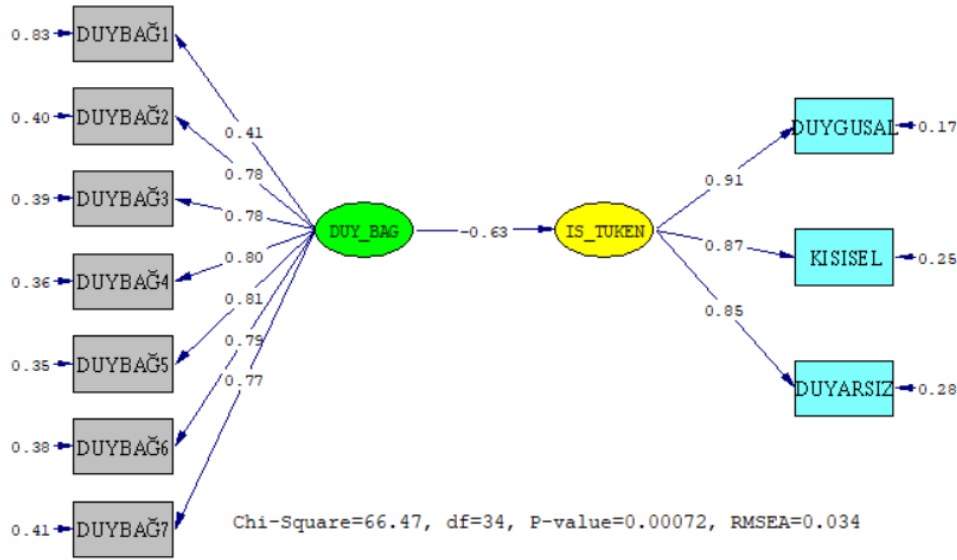 0.83 DUYBAĞ1
0.40 DUYBAĞ2
0.39 DUYBAĞ3
0.36 DUYBAĞ4
0.35 DUYBAĞ5
0.38 DUYBAĞ6
0.41 DUYBAĞ7
0.41
0.78
0.78
0.80
0.81
0.79
0.77
DUY_BAG
-0.63
IS_TUKEN
0.91
0.87
0.85
DUYGUSAL 0.17
KISISEL 0.25
DUYARSIZ 0.28
Chi-Square=66.47, df=34, P-value=0.00072, RMSEA=0.034